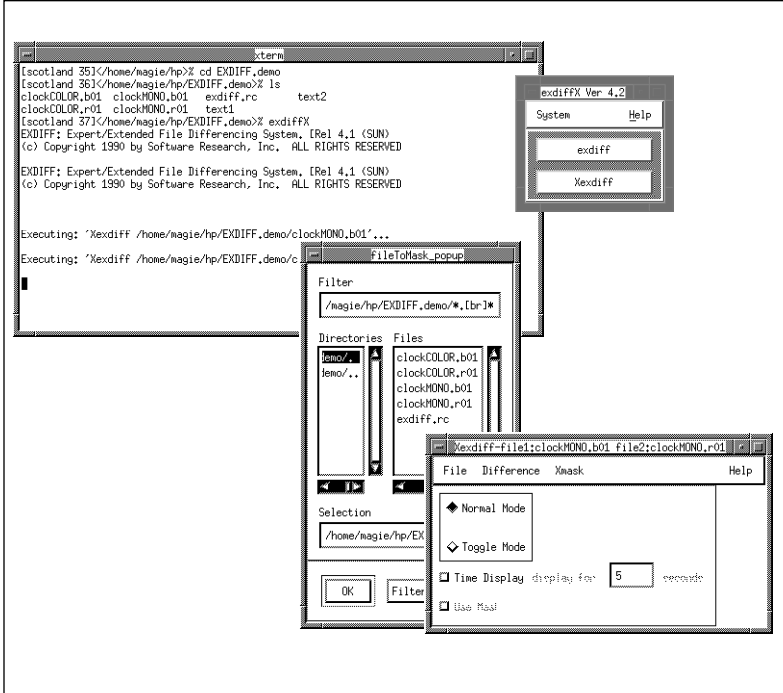 xterm
[scotland 35]</home/magie/hp>% cd EXDIFF.demo
[scotland 36]</home/magie/hp/EXDIFF.demo>% ls
clockCOLOR.b01 clockMONO.b01 exdiff.rc text2
clockCOLOR.r01 clockMONO.r01 text1
[scotland 37]</home/magie/hp/EXDIFF.demo>% exdiffX
EXDIFF: Expert/Extended File Differencing System. [Rel 4.1 (SUN)
(c) Copyright 1990 by Software Research, Inc. ALL RIGHTS RESERVED
EXDIFF: Expert/Extended File Differencing System. [Rel 4.1 (SUN)
(c) Copyright 1990 by Software Research, Inc. ALL RIGHTS RESERVED
Executing: 'Xexdiff /home/magie/hp/EXDIFF.demo/clockMONO.b01'...
Executing: 'Xexdiff /home/magie/hp/EXDIFF.demo/c
exdiffX Ver 4.2
System Help
exdiff
Xexdiff
fileToMask_popup
Filter
/magie/hp/EXDIFF.demo/*.[br]*
Directories Files
demo/. clockCOLOR.b01
demo/.. clockCOLOR.r01
clockMONO.b01
clockMONO.r01
exdiff.rc
Selection
/home/magie/hp/EX
OK Filter
Xexdiff-file1:clockMONO.b01 file2:clockMONO.r01
File Difference Xmask Help
Normal Mode
Toggle Mode
Time Display display for 5 seconds
Use Mask